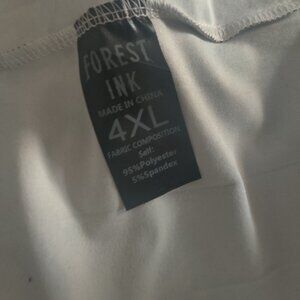 FOREST
INK
MADE IN CHINA
4XL
FABRIC COMPOSITION
Self:
95%Polyester
5%Spandex